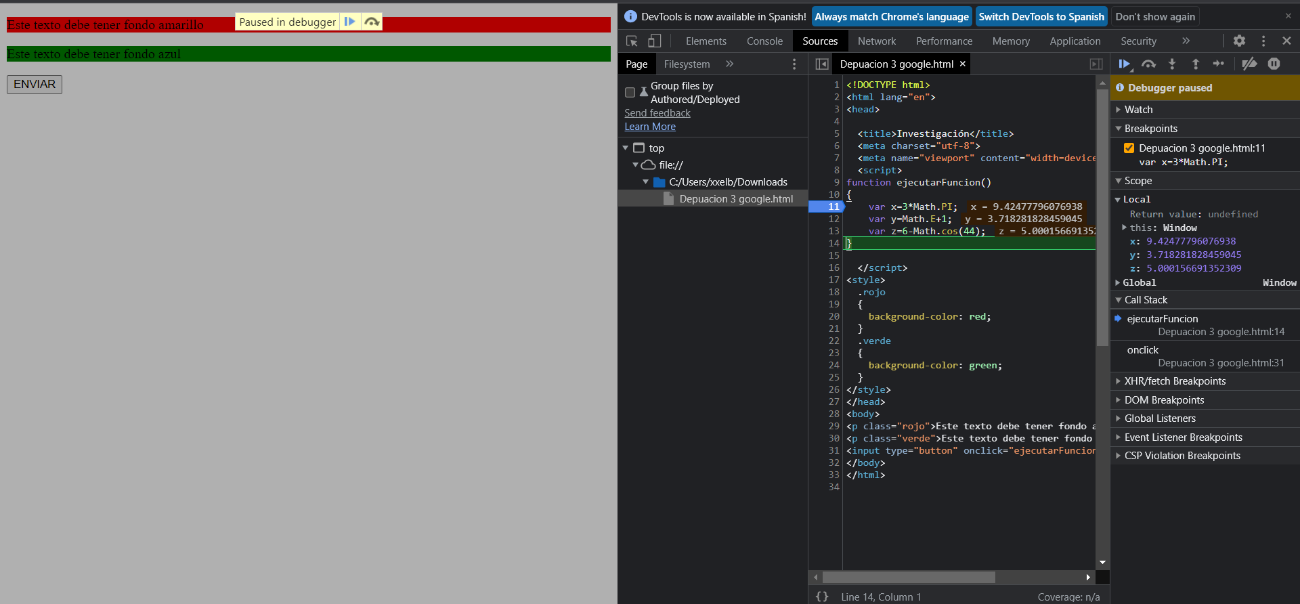 Este texto debe tener fondo amarillo
Paused in debugger
Este texto debe tener fondo azul
ENVIAR
DevTools is now available in Spanish!
Always match Chrome's language
Switch DevTools to Spanish
Don't show again
Elements Console Sources Network Performance Memory Application Security
Page Filesystem
Group files by
Authored/Deployed
Send feedback
Learn More
top
file://
C:/Users/xxelb/Downloads
Depuacion 3 google.html
Depuacion 3 google.html
1 <!DOCTYPE html>
2 <html lang="en">
3 <head>
4
5 <title>Investigación</title>
6 <meta charset="utf-8">
7 <meta name="viewport" content="width=device
8 <script>
9 function ejecutarFuncion()
10 {
11 var x=3*Math.PI; x = 9.42477796076938
12 var y=Math.E+1; y = 3.718281828459045
13 var z=6-Math.cos(44); z = 5.000156691352
14 }
15
16 </script>
17 <style>
18 .rojo
19 {
20 background-color: red;
21 }
22 .verde
23 {
24 background-color: green;
25 }
26 </style>
27 </head>
28 <body>
29 <p class="rojo">Este texto debe tener fondo a
30 <p class="verde">Este texto debe tener fondo
31 <input type="button" onclick="ejecutarFuncion
32 </body>
33 </html>
34
{} Line 14, Column 1 Coverage: n/a
Debugger paused
Watch
Breakpoints
Depuacion 3 google.html:11
var x=3*Math.PI;
Scope
Local
Return value: undefined
this: Window
x: 9.42477796076938
y: 3.718281828459045
z: 5.000156691352309
Global Window
Call Stack
ejecutarFuncion
Depuacion 3 google.html:14
onclick
Depuacion 3 google.html:31
XHR/fetch Breakpoints
DOM Breakpoints
Global Listeners
Event Listener Breakpoints
CSP Violation Breakpoints